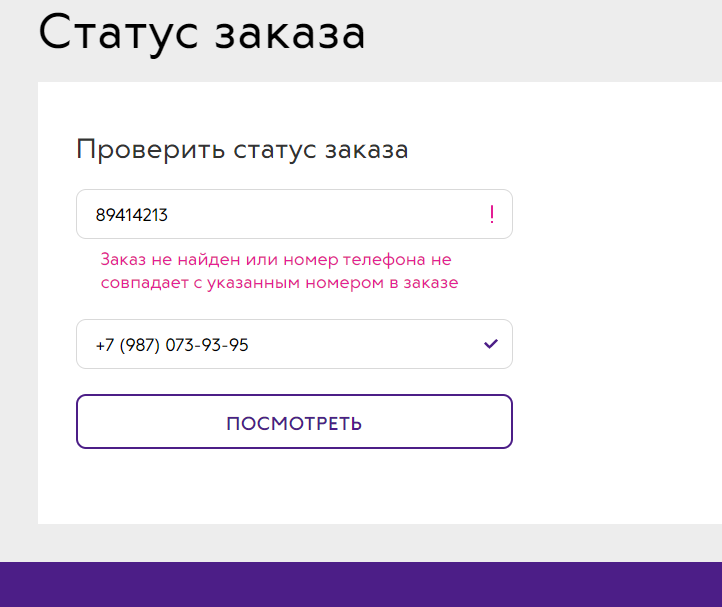 Статус заказа
Проверить статус заказа
89414213
!
Заказ не найден или номер телефона не
совпадает с указанным номером в заказе
+7 (987) 073-93-95
ПОСМОТРЕТЬ